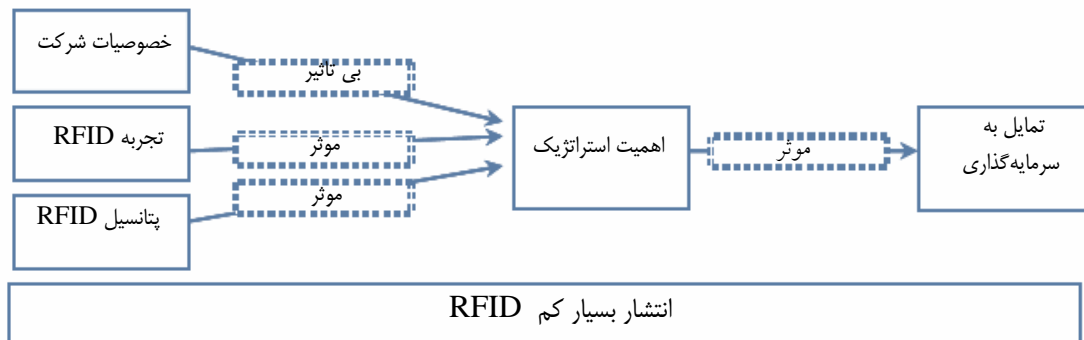 خصوصیات شرکت
بی تاثیر
تجربه RFID
موثر
پتانسیل RFID
موثر
اهمیت استراتژیک
موثر
تمایل به
سرمایه‌گذاری
انتشار بسیار کم RFID